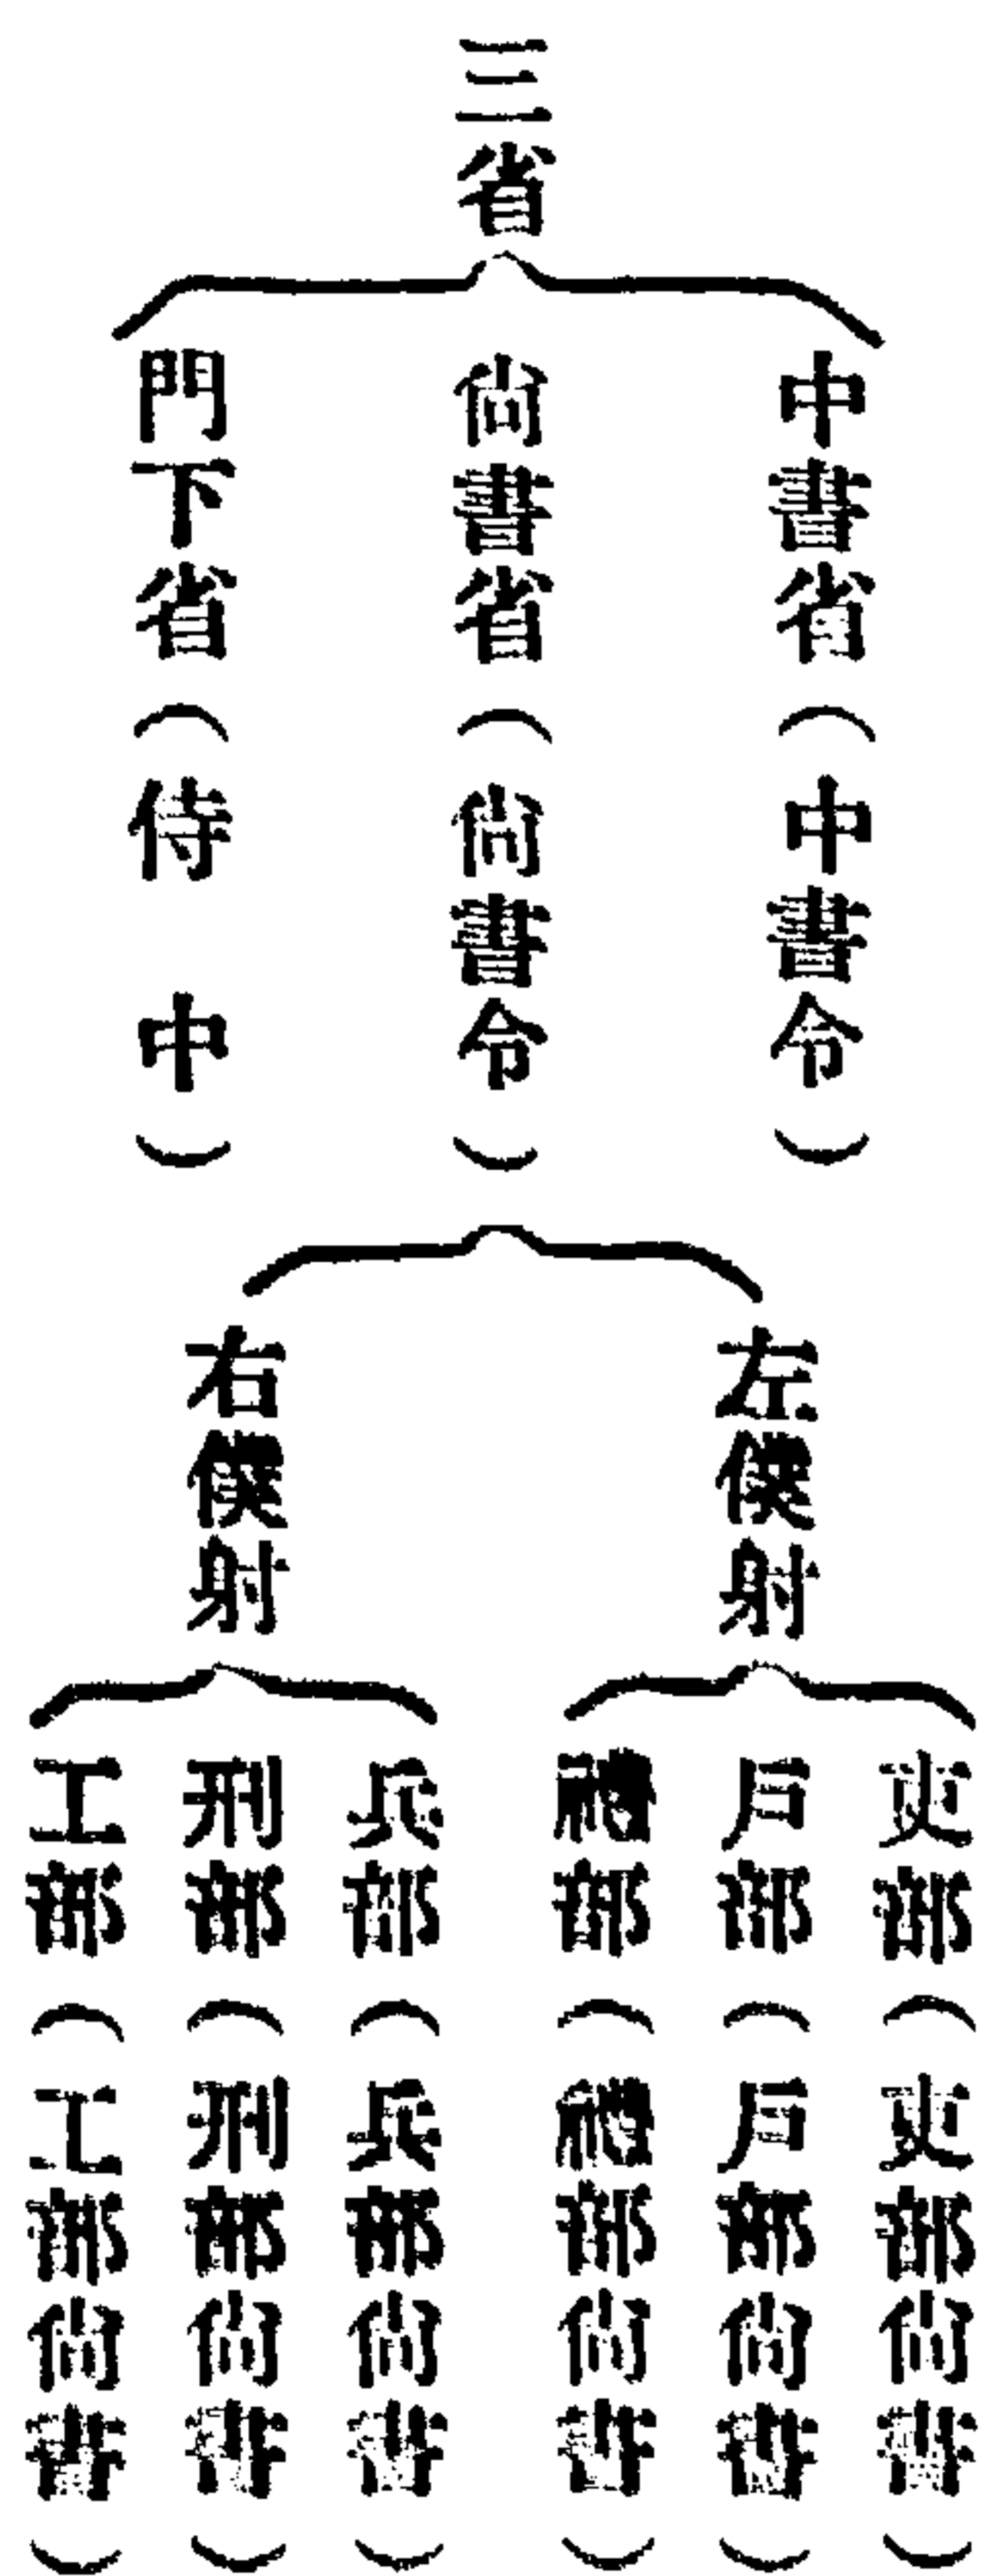 三省
中書省（中書令）
尚書省（尚書令）
門下省（侍中）
左僕射
右僕射
吏部（吏部尚書）
戶部（戶部尚書）
禮部（禮部尚書）
兵部（兵部尚書）
刑部（刑部尚書）
工部（工部尚書）